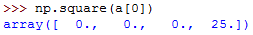 >>> np.square(a[0])
array([  0.,   0.,   0.,  25.])